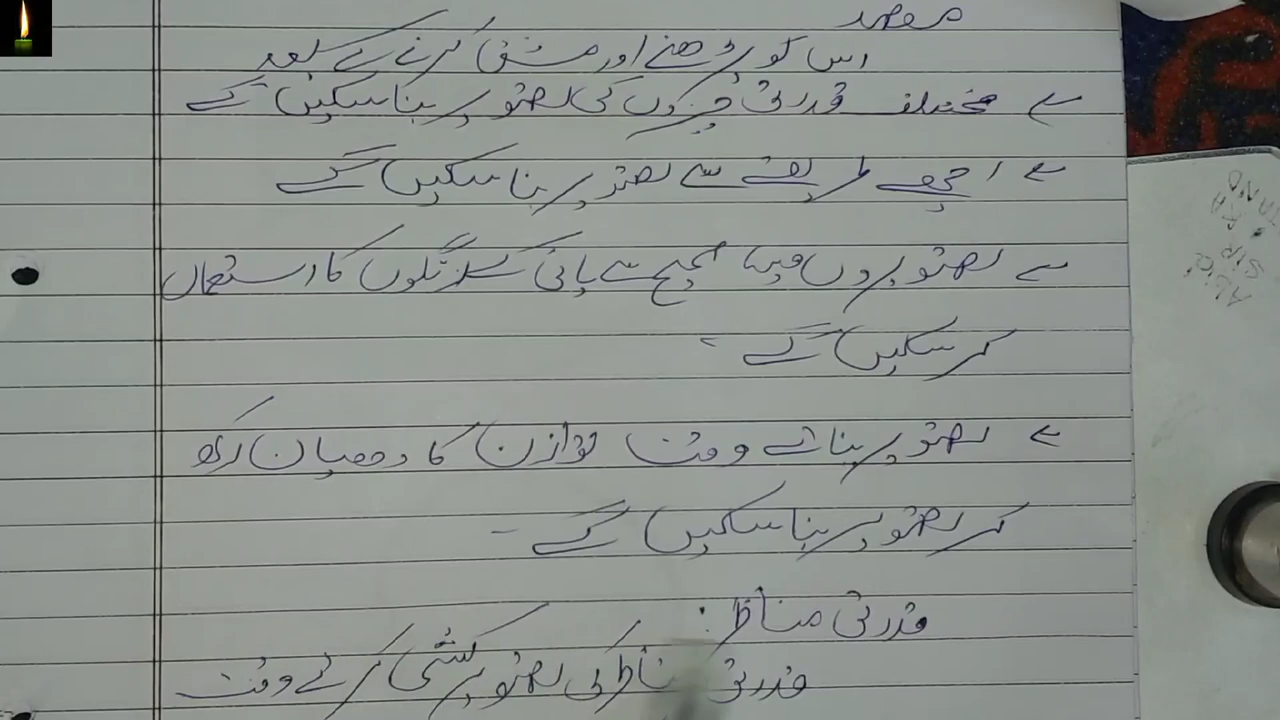 مقصد
اس کو پڑھنے اور مشق کرنے کے بعد
مختلف قدرتی چیزوں کی تصویر بنا سکیں گے
اچھے طریقے سے تصویر بنا سکیں گے
تصویروں میں صحیح سے پانی کے رنگوں کا استعمال
کر سکیں گے
تصویر بناتے وقت توازن کا دھیان رکھ
کر تصویر بنا سکیں گے۔
قدرتی مناظر:
قدرتی مناظر کی تصویر کشی کرتے وقت